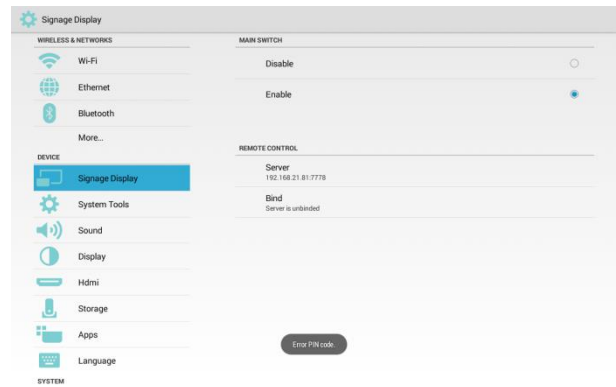 Signage Display
WIRELESS & NETWORKS
Wi-Fi
Ethernet
Bluetooth
More...
DEVICE
Signage Display
System Tools
Sound
Display
Hdmi
Storage
Apps
Language
SYSTEM
MAIN SWITCH
Disable
Enable
REMOTE CONTROL
Server
192.168.21.81:7778
Bind
Server is unbinded
Error PIN code.